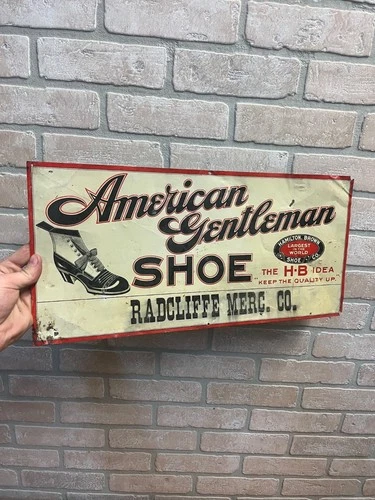 American
Gentleman
SHOE
HAMILTON, BROWN
LARGEST
IN THE
WORLD
SHOE CO.
THE H-B IDEA
"KEEP THE QUALITY UP"
RADCLIFFE MERC. CO.